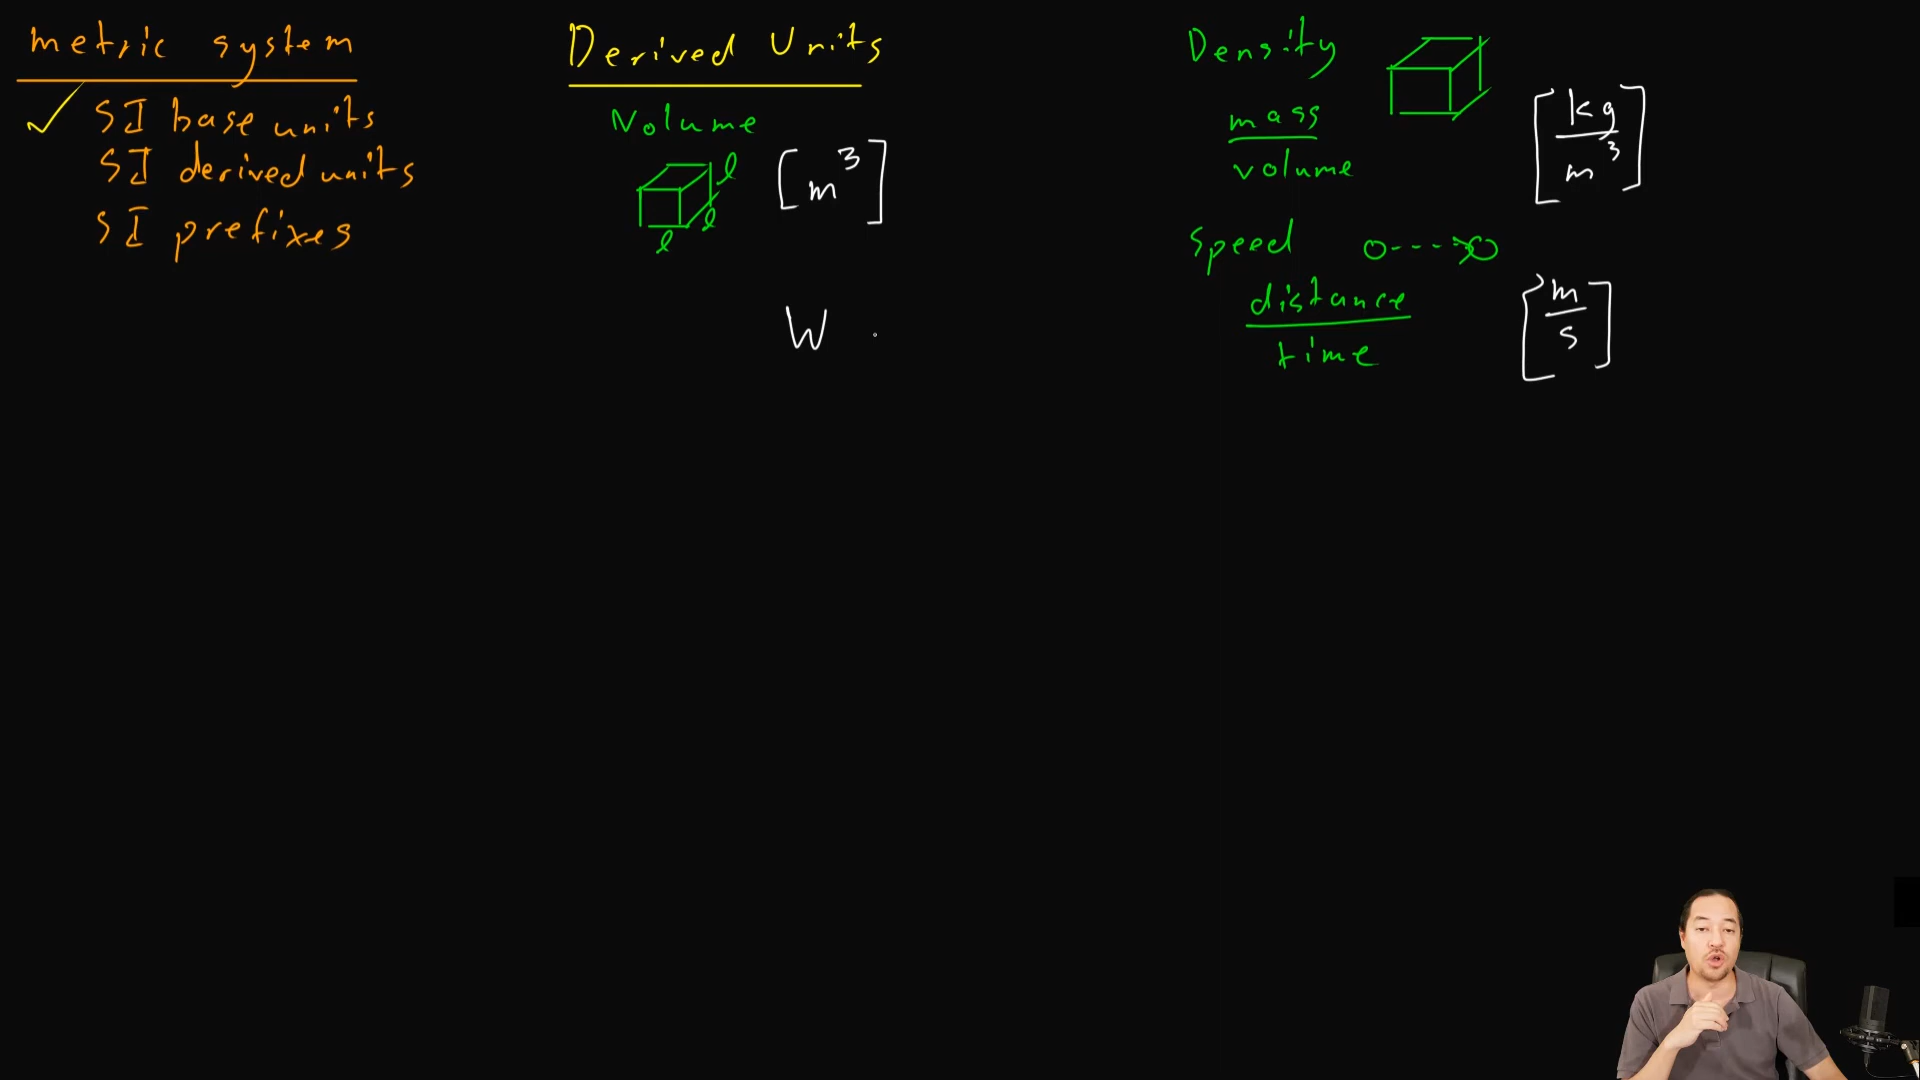 metric system
✓ SI base units
SI derived units
SI prefixes
Derived Units
Volume
l
l
l
[m³]
W
Density
mass
volume
[kg/m³]
Speed
distance
time
[m/s]